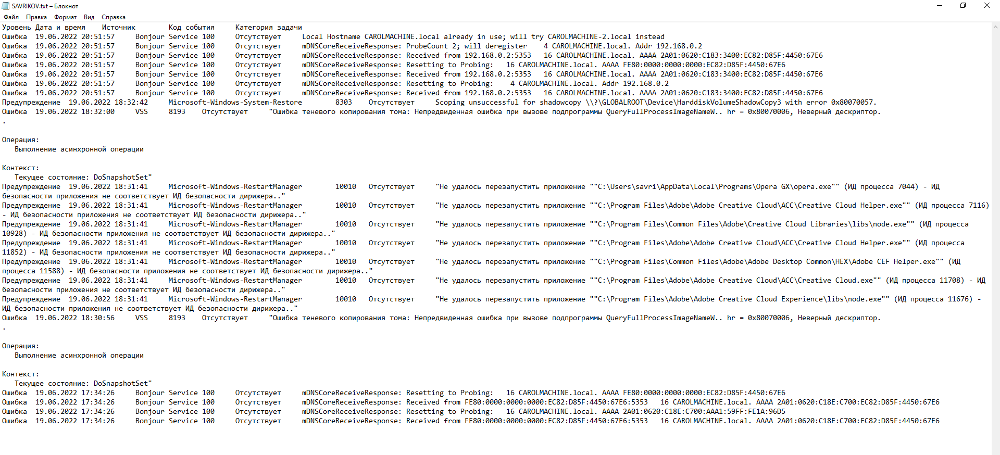 SAVRIKOV.txt – Блокнот
Файл Правка Формат Вид Справка
Уровень Дата и время Источник Код события Категория задачи
Ошибка 19.06.2022 20:51:57 Bonjour Service 100 Отсутствует Local Hostname CAROLMACHINE.local already in use; will try CAROLMACHINE-2.local instead
Ошибка 19.06.2022 20:51:57 Bonjour Service 100 Отсутствует mDNSCoreReceiveResponse: ProbeCount 2; will deregister 4 CAROLMACHINE.local. Addr 192.168.0.2
Ошибка 19.06.2022 20:51:57 Bonjour Service 100 Отсутствует mDNSCoreReceiveResponse: Received from 192.168.0.2:5353 16 CAROLMACHINE.local. AAAA 2A01:0620:C183:3400:EC82:D85F:4450:67E6
Ошибка 19.06.2022 20:51:57 Bonjour Service 100 Отсутствует mDNSCoreReceiveResponse: Resetting to Probing: 16 CAROLMACHINE.local. AAAA FE80:0000:0000:0000:EC82:D85F:4450:67E6
Ошибка 19.06.2022 20:51:57 Bonjour Service 100 Отсутствует mDNSCoreReceiveResponse: Received from 192.168.0.2:5353 16 CAROLMACHINE.local. AAAA 2A01:0620:C183:3400:EC82:D85F:4450:67E6
Ошибка 19.06.2022 20:51:57 Bonjour Service 100 Отсутствует mDNSCoreReceiveResponse: Resetting to Probing: 4 CAROLMACHINE.local. Addr 192.168.0.2
Ошибка 19.06.2022 20:51:57 Bonjour Service 100 Отсутствует mDNSCoreReceiveResponse: Received from 192.168.0.2:5353 16 CAROLMACHINE.local. AAAA 2A01:0620:C183:3400:EC82:D85F:4450:67E6
Предупреждение 19.06.2022 18:32:42 Microsoft-Windows-System-Restore 8303 Отсутствует Scoping unsuccessful for shadowcopy \\?\GLOBALROOT\Device\HarddiskVolumeShadowCopy3 with error 0x80070057.
Ошибка 19.06.2022 18:32:00 VSS 8193 Отсутствует "Ошибка теневого копирования тома: Непредвиденная ошибка при вызове подпрограммы QueryFullProcessImageNameW.. hr = 0x80070006, Неверный дескриптор.
.
Операция:
Выполнение асинхронной операции
Контекст:
Текущее состояние: DoSnapshotSet"
Предупреждение 19.06.2022 18:31:41 Microsoft-Windows-RestartManager 10010 Отсутствует "Не удалось перезапустить приложение ""C:\Users\savri\AppData\Local\Programs\Opera GX\opera.exe"" (ИД процесса 7044) - ИД
безопасности приложения не соответствует ИД безопасности дирижера.."
Предупреждение 19.06.2022 18:31:41 Microsoft-Windows-RestartManager 10010 Отсутствует "Не удалось перезапустить приложение ""C:\Program Files\Adobe\Adobe Creative Cloud\ACC\Creative Cloud Helper.exe"" (ИД процесса 7116)
- ИД безопасности приложения не соответствует ИД безопасности дирижера.."
Предупреждение 19.06.2022 18:31:41 Microsoft-Windows-RestartManager 10010 Отсутствует "Не удалось перезапустить приложение ""C:\Program Files\Common Files\Adobe\Creative Cloud Libraries\libs\node.exe"" (ИД процесса
10928) - ИД безопасности приложения не соответствует ИД безопасности дирижера.."
Предупреждение 19.06.2022 18:31:41 Microsoft-Windows-RestartManager 10010 Отсутствует "Не удалось перезапустить приложение ""C:\Program Files\Adobe\Adobe Creative Cloud\ACC\Creative Cloud Helper.exe"" (ИД процесса
11852) - ИД безопасности приложения не соответствует ИД безопасности дирижера.."
Предупреждение 19.06.2022 18:31:41 Microsoft-Windows-RestartManager 10010 Отсутствует "Не удалось перезапустить приложение ""C:\Program Files\Common Files\Adobe\Adobe Desktop Common\HEX\Adobe CEF Helper.exe"" (ИД
процесса 11588) - ИД безопасности приложения не соответствует ИД безопасности дирижера.."
Предупреждение 19.06.2022 18:31:41 Microsoft-Windows-RestartManager 10010 Отсутствует "Не удалось перезапустить приложение ""C:\Program Files\Adobe\Adobe Creative Cloud\ACC\Creative Cloud.exe"" (ИД процесса 11708) - ИД
безопасности приложения не соответствует ИД безопасности дирижера.."
Предупреждение 19.06.2022 18:31:41 Microsoft-Windows-RestartManager 10010 Отсутствует "Не удалось перезапустить приложение ""C:\Program Files\Adobe\Adobe Creative Cloud Experience\libs\node.exe"" (ИД процесса 11676) -
ИД безопасности приложения не соответствует ИД безопасности дирижера.."
Ошибка 19.06.2022 18:30:56 VSS 8193 Отсутствует "Ошибка теневого копирования тома: Непредвиденная ошибка при вызове подпрограммы QueryFullProcessImageNameW.. hr = 0x80070006, Неверный дескриптор.
.
Операция:
Выполнение асинхронной операции
Контекст:
Текущее состояние: DoSnapshotSet"
Ошибка 19.06.2022 17:34:26 Bonjour Service 100 Отсутствует mDNSCoreReceiveResponse: Resetting to Probing: 16 CAROLMACHINE.local. AAAA FE80:0000:0000:0000:EC82:D85F:4450:67E6
Ошибка 19.06.2022 17:34:26 Bonjour Service 100 Отсутствует mDNSCoreReceiveResponse: Received from FE80:0000:0000:0000:EC82:D85F:4450:67E6:5353 16 CAROLMACHINE.local. AAAA 2A01:0620:C18E:C700:EC82:D85F:4450:67E6
Ошибка 19.06.2022 17:34:26 Bonjour Service 100 Отсутствует mDNSCoreReceiveResponse: Resetting to Probing: 16 CAROLMACHINE.local. AAAA 2A01:0620:C18E:C700:AAA1:59FF:FE1A:96D5
Ошибка 19.06.2022 17:34:26 Bonjour Service 100 Отсутствует mDNSCoreReceiveResponse: Received from FE80:0000:0000:0000:EC82:D85F:4450:67E6:5353 16 CAROLMACHINE.local. AAAA 2A01:0620:C18E:C700:EC82:D85F:4450:67E6